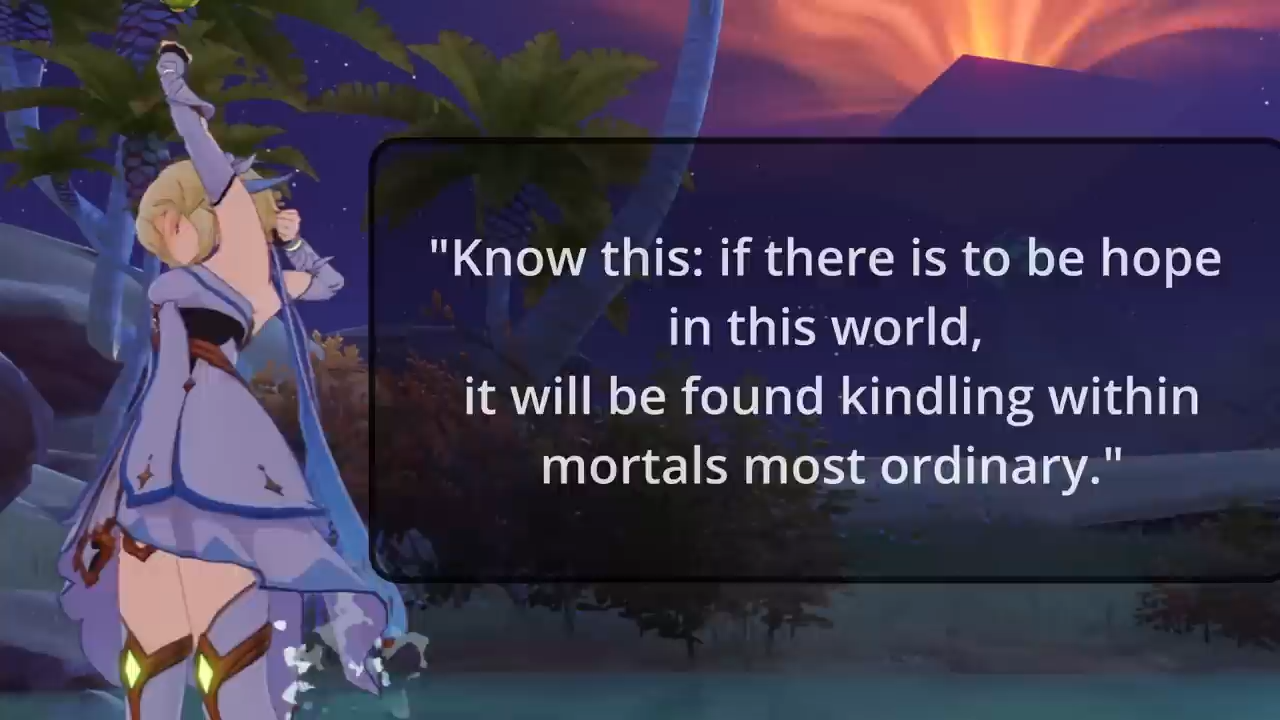 "Know this: if there is to be hope
in this world,
it will be found kindling within
mortals most ordinary."